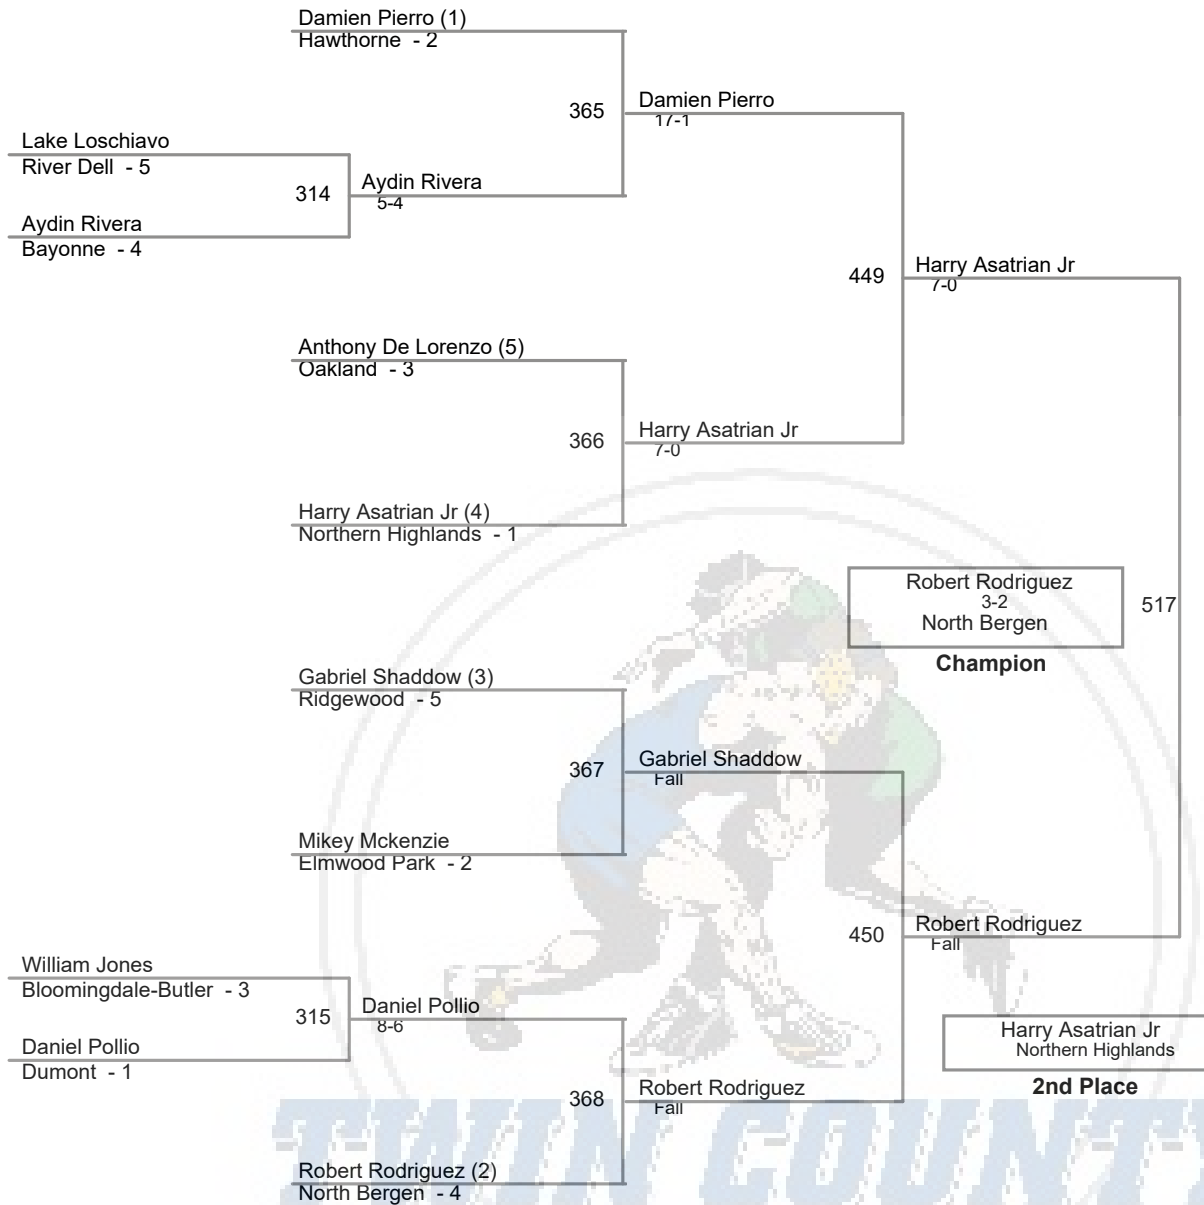 Damien Pierro (1)
Hawthorne - 2
365
Damien Pierro
17-1
Lake Loschiavo
River Dell - 5
314
Aydin Rivera
5-4
Aydin Rivera
Bayonne - 4
449
Harry Asatrian Jr
7-0
Anthony De Lorenzo (5)
Oakland - 3
366
Harry Asatrian Jr
7-0
Harry Asatrian Jr (4)
Northern Highlands - 1
Robert Rodriguez
3-2
North Bergen
Champion
517
Gabriel Shaddow (3)
Ridgewood - 5
367
Gabriel Shaddow
Fall
Mikey Mckenzie
Elmwood Park - 2
450
Robert Rodriguez
Fall
William Jones
Bloomingdale-Butler - 3
315
Daniel Pollio
8-6
Daniel Pollio
Dumont - 1
Harry Asatrian Jr
Northern Highlands
2nd Place
368
Robert Rodriguez
Fall
Robert Rodriguez (2)
North Bergen - 4
TWIN COUNTY